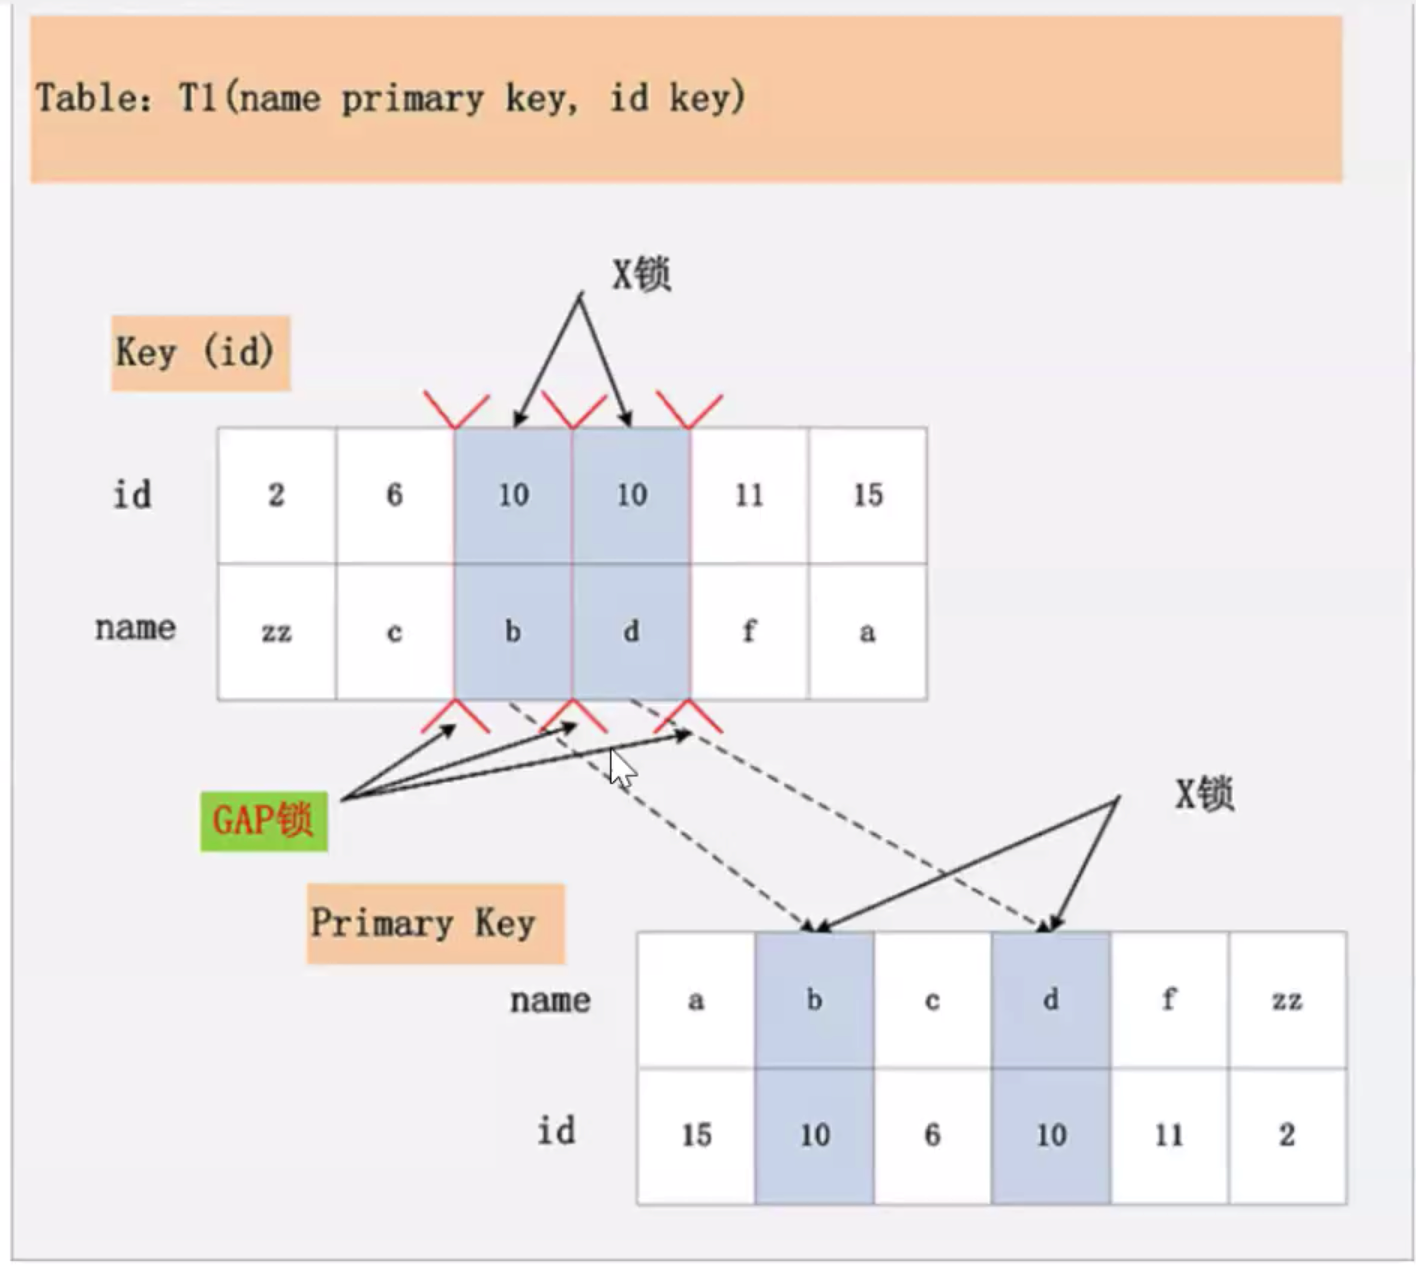 Table: T1(name primary key, id key)
X锁
Key (id)
id 2 6 10 10 11 15
name zz c b d f a
GAP锁
X锁
Primary Key
name a b c d f zz
id 15 10 6 10 11 2